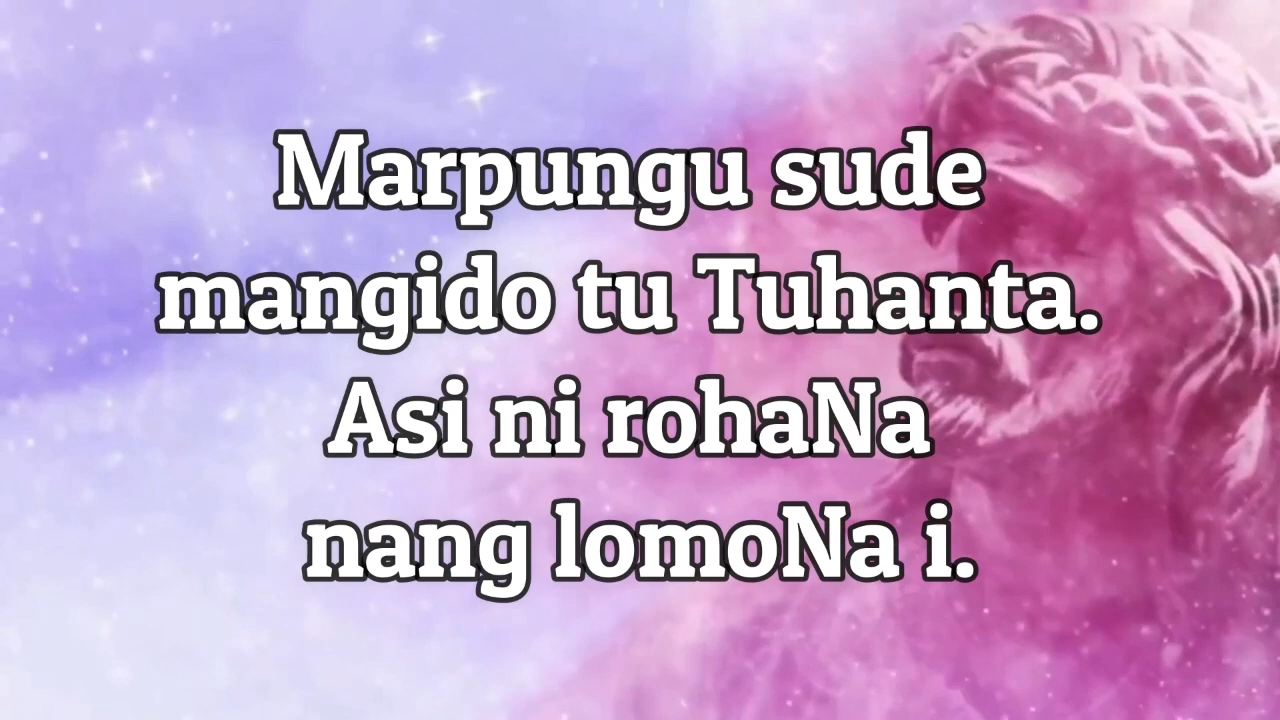 Marpungu sude
mangido tu Tuhanta.
Asi ni rohaNa
nang lomoNa i.